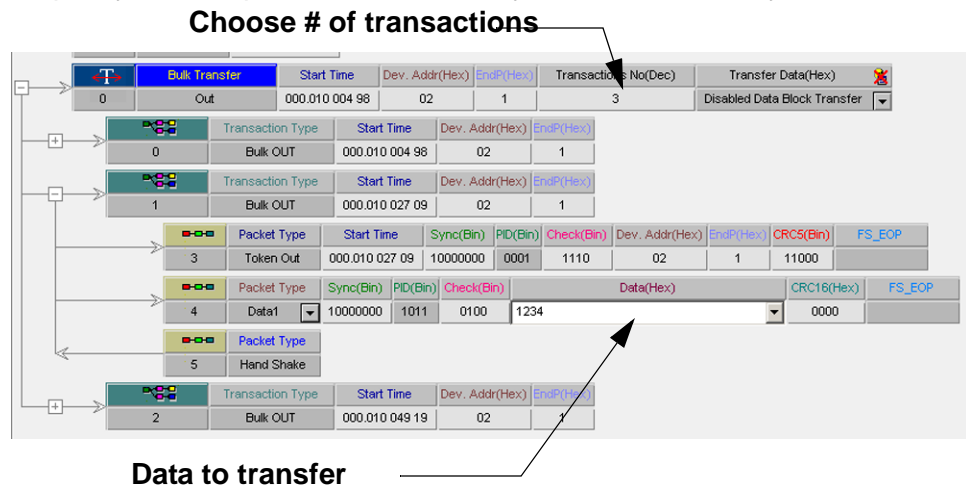 Choose # of transactions
T Bulk Transfer Start Time Dev. Addr(Hex) EndP(Hex) Transactions No(Dec) Transfer Data(Hex)
0 Out 000.010 004 98 02 1 3 Disabled Data Block Transfer
Transaction Type Start Time Dev. Addr(Hex) EndP(Hex)
0 Bulk OUT 000.010 004 98 02 1
Transaction Type Start Time Dev. Addr(Hex) EndP(Hex)
1 Bulk OUT 000.010 027 09 02 1
Packet Type Start Time Sync(Bin) PID(Bin) Check(Bin) Dev. Addr(Hex) EndP(Hex) CRC5(Bin) FS_EOP
3 Token Out 000.010 027 09 10000000 0001 1110 02 1 11000
Packet Type Sync(Bin) PID(Bin) Check(Bin) Data(Hex) CRC16(Hex) FS_EOP
4 Data1 10000000 1011 0100 1234 0000
Packet Type
5 Hand Shake
Transaction Type Start Time Dev. Addr(Hex) EndP(Hex)
2 Bulk OUT 000.010 049 19 02 1
Data to transfer